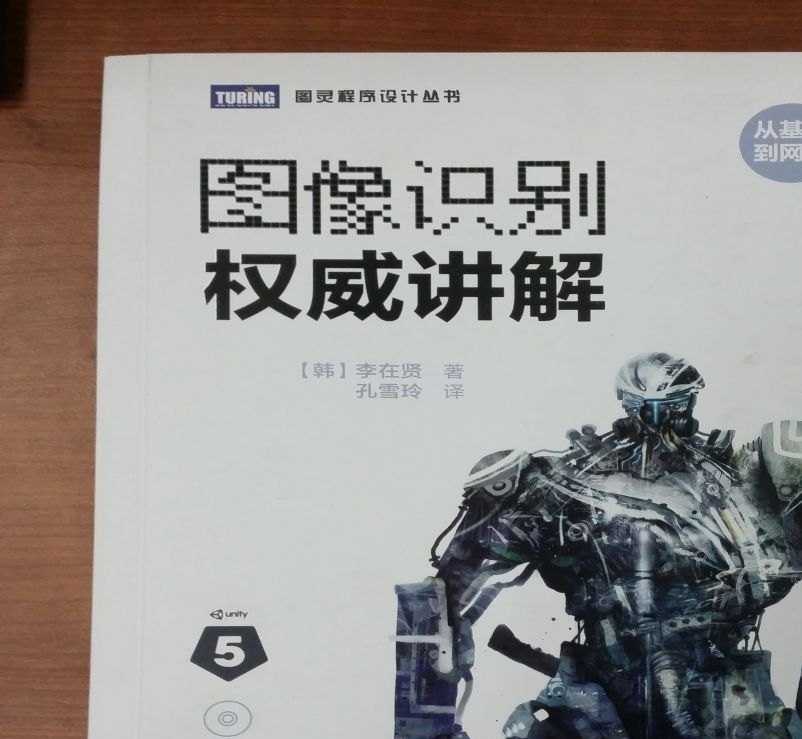 TURING 图灵程序设计丛书
从基
到网
图像识别
权威讲解
【韩】李在贤 著
孔雪玲 译
unity
5